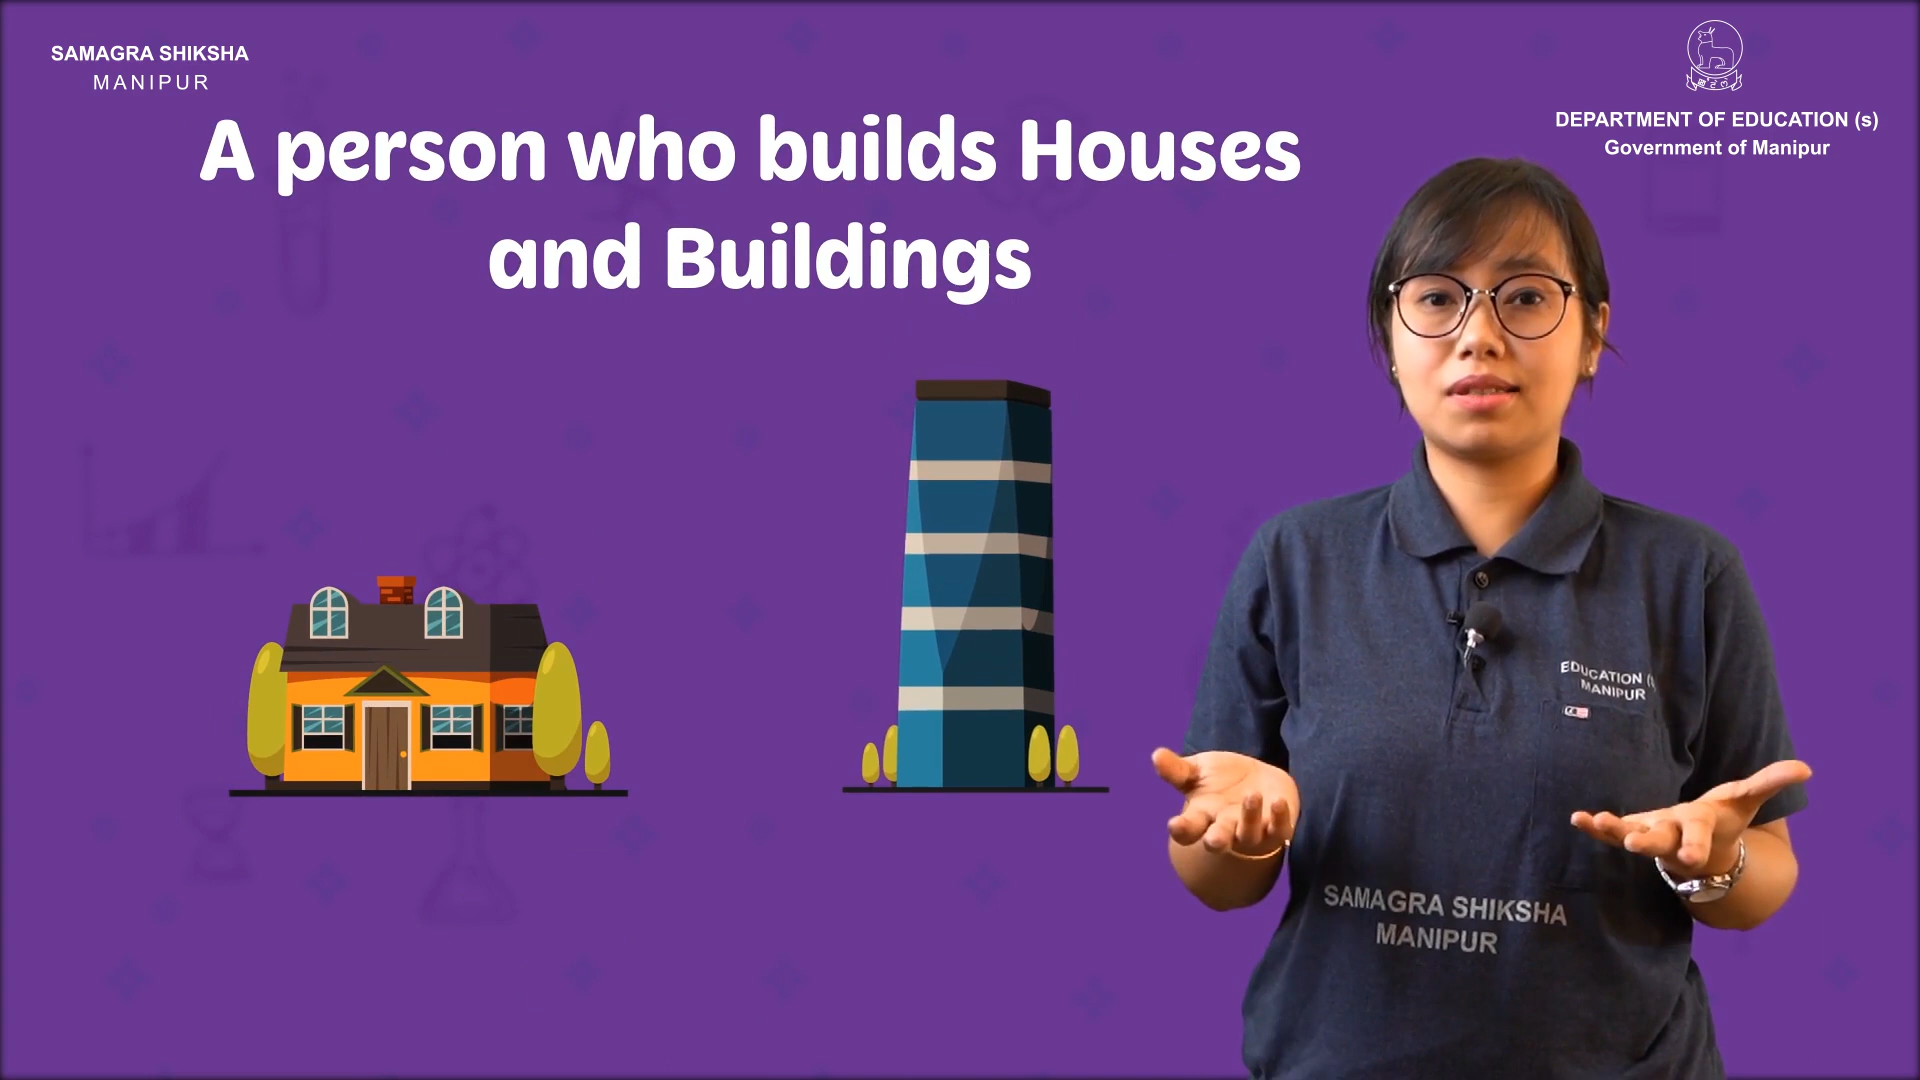 SAMAGRA SHIKSHA
MANIPUR
DEPARTMENT OF EDUCATION (s)
Government of Manipur
A person who builds Houses
and Buildings
EDUCATION (
MANIPUR
SAMAGRA SHIKSHA
MANIPUR